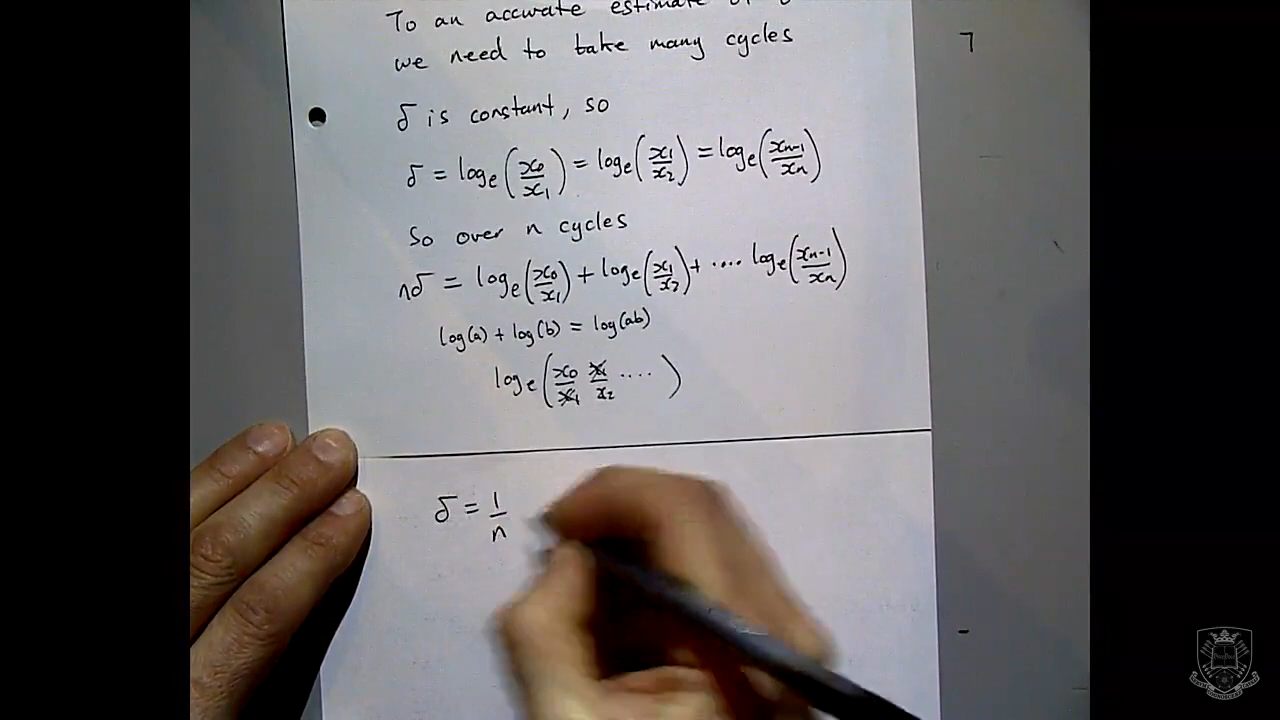 To an accurate estimate of
we need to take many cycles
7
δ is constant, so
δ = logₑ(x₀/x₁) = logₑ(x₁/x₂) = logₑ(xₙ₋₁/xₙ)
So over n cycles
nδ = logₑ(x₀/x₁) + logₑ(x₁/x₂) + .... logₑ(xₙ₋₁/xₙ)
log(a) + log(b) = log(ab)
logₑ(x₀/x₁ x₁/x₂ ....)
δ = 1/n